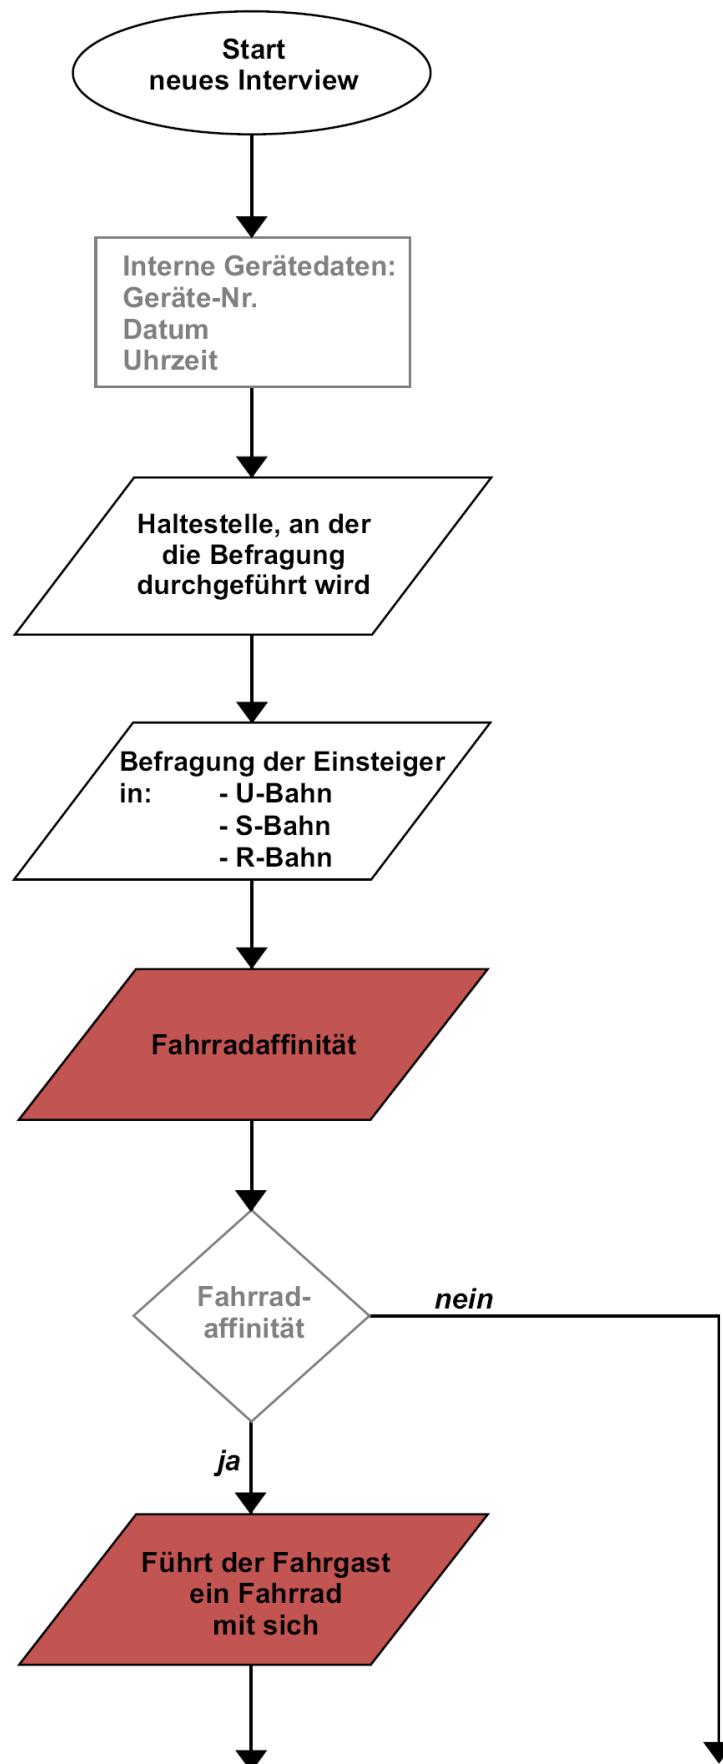 Start
neues Interview
Interne Gerätedaten:
Geräte-Nr.
Datum
Uhrzeit
Haltestelle, an der
die Befragung
durchgeführt wird
Befragung der Einsteiger
in: - U-Bahn
- S-Bahn
- R-Bahn
Fahrradaffinität
Fahrrad-
affinität
nein
ja
Führt der Fahrgast
ein Fahrrad
mit sich